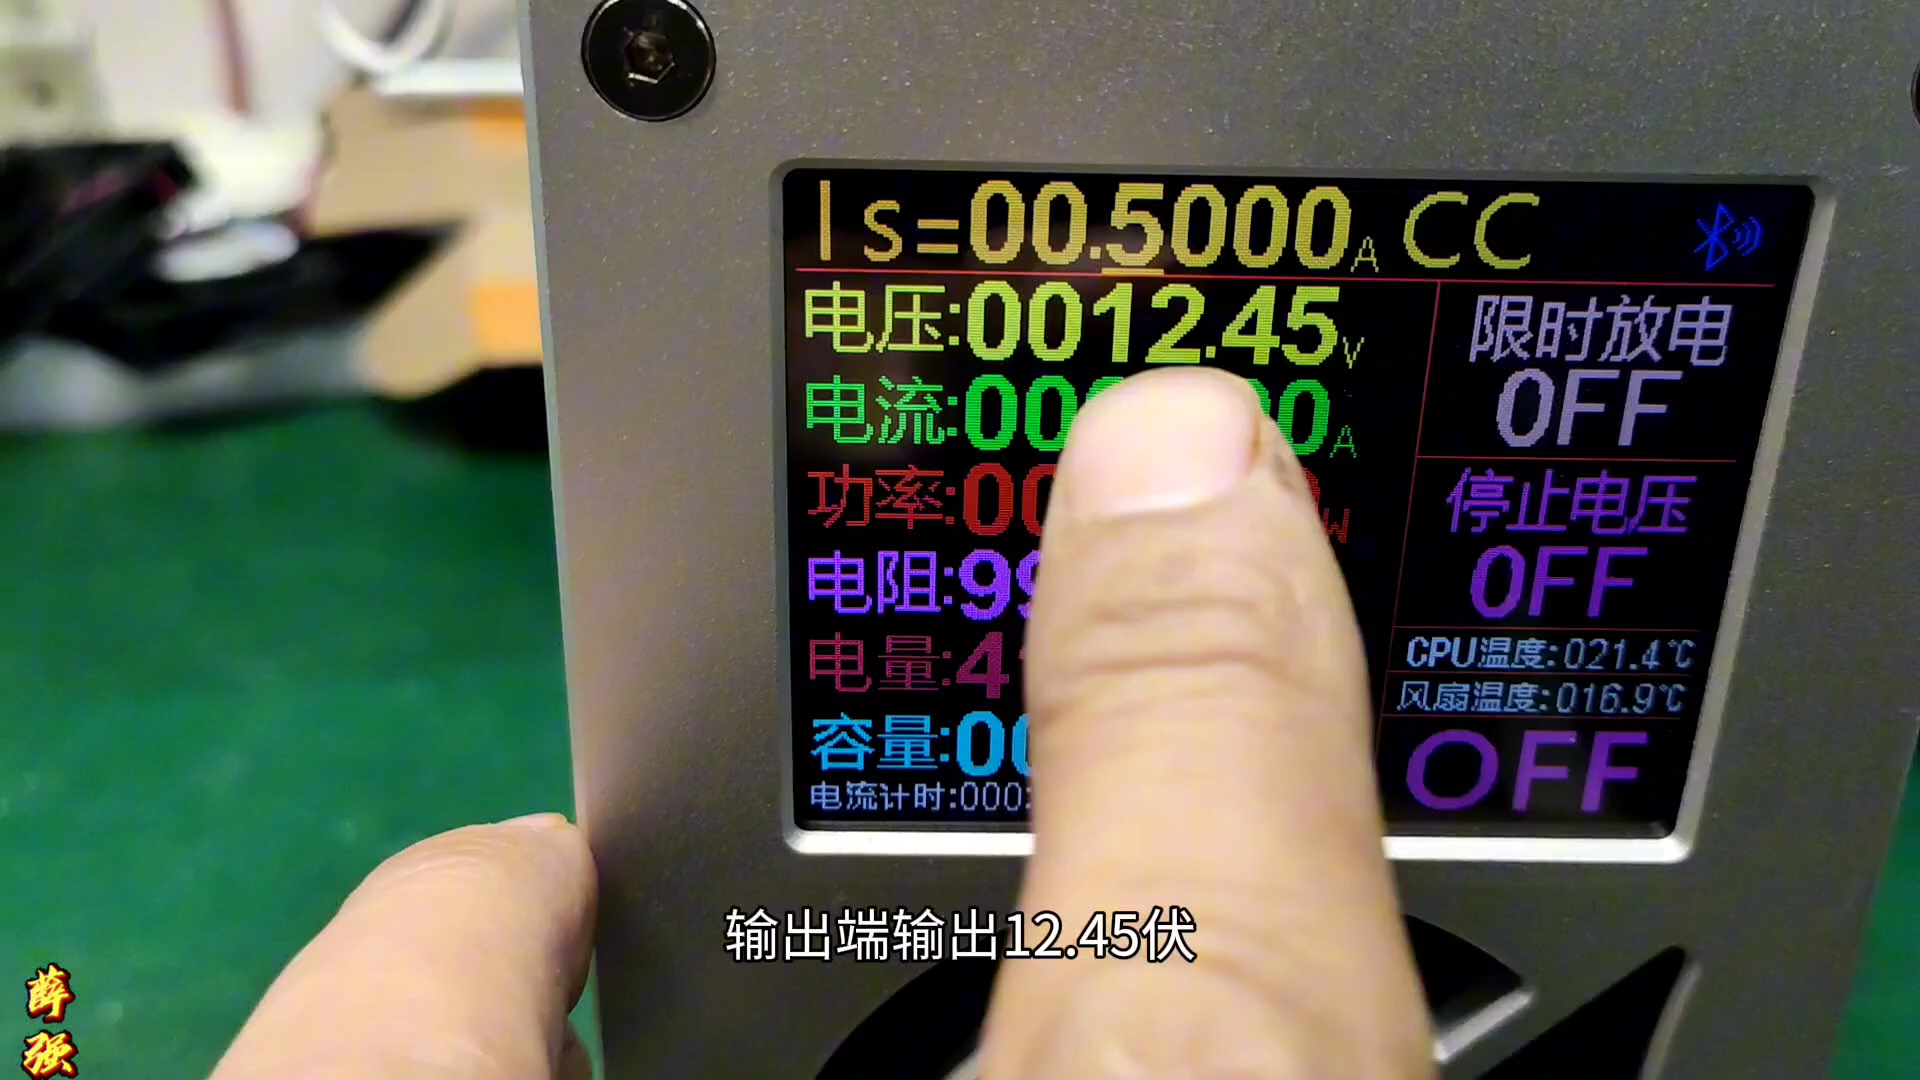 Is=00.5000A CC
电压:0012.45V
电流:00 0A
功率:00 W
电阻:99
电量:4
容量:00
电流计时:000:
限时放电
OFF
停止电压
OFF
CPU温度:021.4℃
风扇温度:016.9℃
OFF
输出端输出12.45伏
薛强